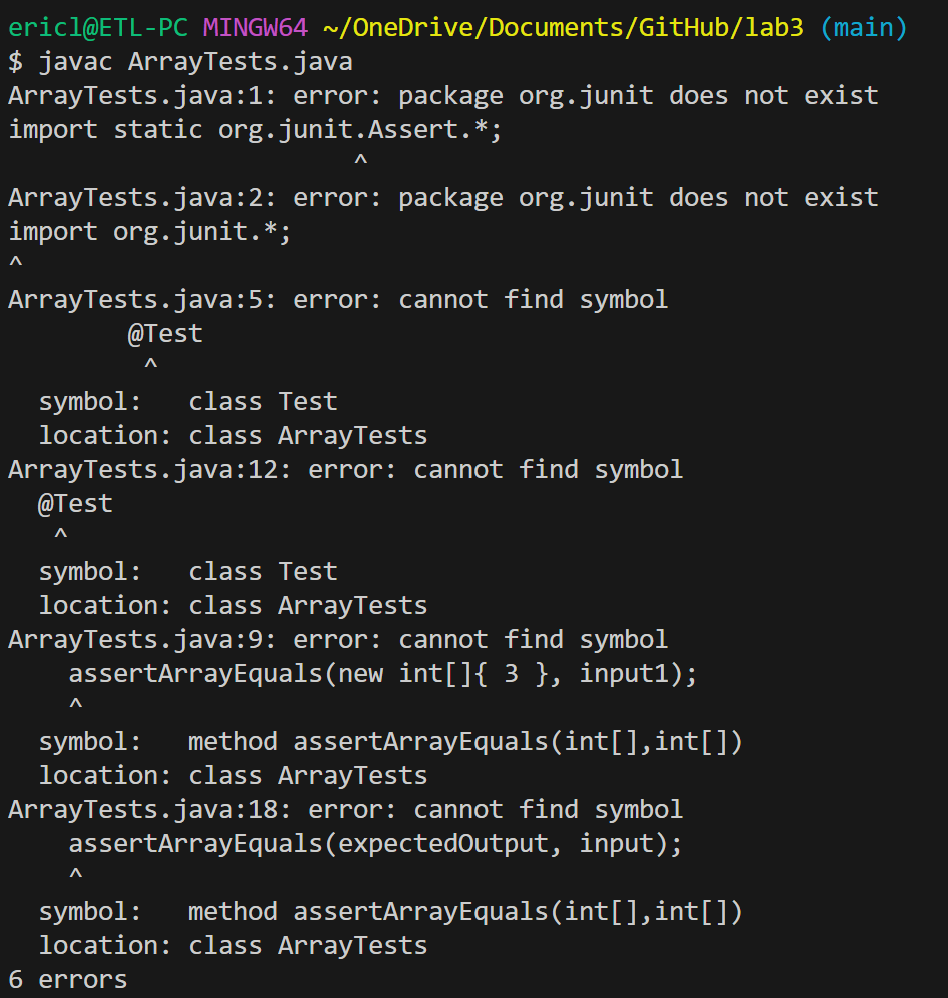 ericl@ETL-PC MINGW64 ~/OneDrive/Documents/GitHub/lab3 (main)
$ javac ArrayTests.java
ArrayTests.java:1: error: package org.junit does not exist
import static org.junit.Assert.*;
                       ^
ArrayTests.java:2: error: package org.junit does not exist
import org.junit.*;
^
ArrayTests.java:5: error: cannot find symbol
        @Test
         ^
  symbol:   class Test
  location: class ArrayTests
ArrayTests.java:12: error: cannot find symbol
  @Test
   ^
  symbol:   class Test
  location: class ArrayTests
ArrayTests.java:9: error: cannot find symbol
    assertArrayEquals(new int[]{ 3 }, input1);
    ^
  symbol:   method assertArrayEquals(int[],int[])
  location: class ArrayTests
ArrayTests.java:18: error: cannot find symbol
    assertArrayEquals(expectedOutput, input);
    ^
  symbol:   method assertArrayEquals(int[],int[])
  location: class ArrayTests
6 errors